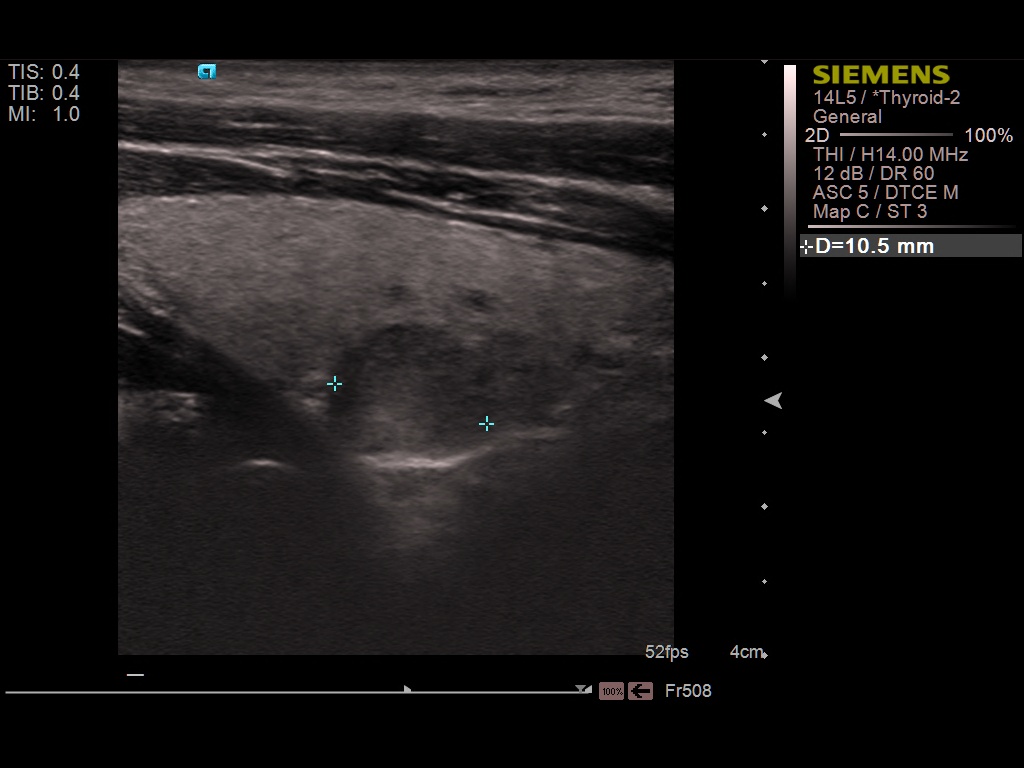 TIS: 0.4
TIB: 0.4
MI: 1.0
SIEMENS
14L5 / *Thyroid-2
General
2D 100%
THI / H14.00 MHz
12 dB / DR 60
ASC 5 / DTCE M
Map C / ST 3
D=10.5 mm
52fps 4cm
100% Fr508